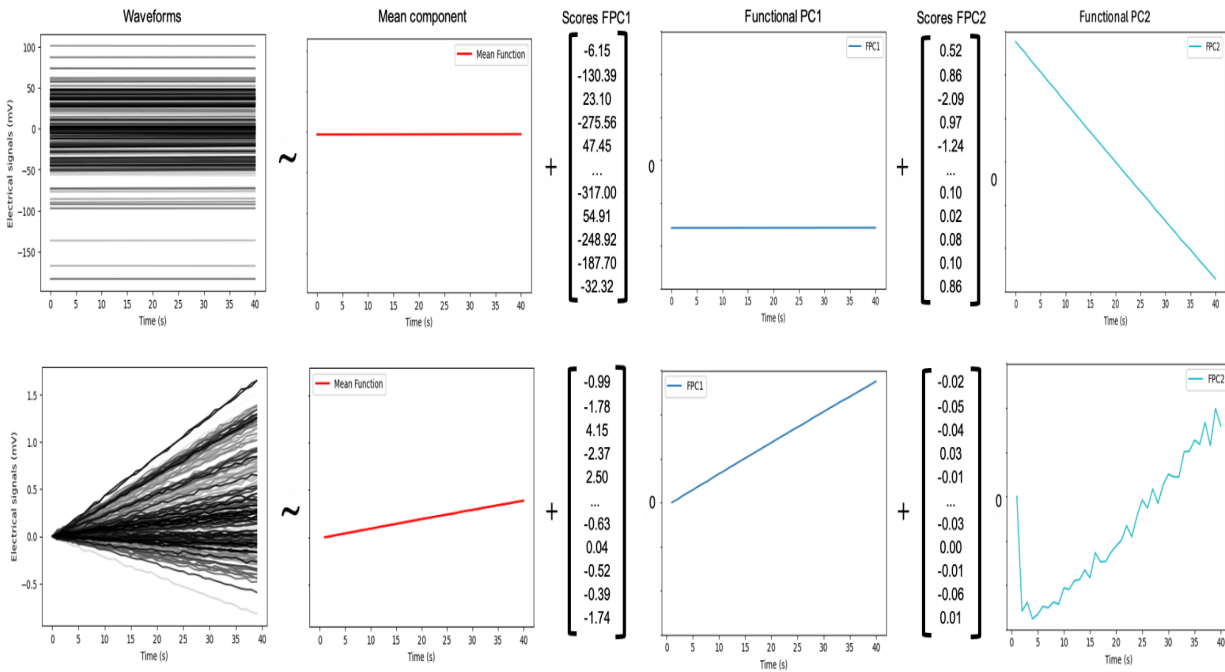 Waveforms
Mean component
Scores FPC1
Functional PC1
Scores FPC2
Functional PC2
Electrical signals (mV)
100
50
0
−50
−100
−150
0 5 10 15 20 25 30 35 40
Time (s)
~
Mean Function
0 5 10 15 20 25 30 35 40
Time (s)
+
-6.15
-130.39
23.10
-275.56
47.45
...
-317.00
54.91
-248.92
-187.70
-32.32
0
FPC1
0 5 10 15 20 25 30 35 40
Time (s)
+
0.52
0.86
-2.09
0.97
-1.24
...
0.10
0.02
0.08
0.10
0.86
0
FPC2
0 5 10 15 20 25 30 35 40
Time (s)
Electrical signals (mV)
1.5
1.0
0.5
0.0
−0.5
0 5 10 15 20 25 30 35 40
Time (s)
~
Mean Function
0 5 10 15 20 25 30 35 40
Time (s)
+
-0.99
-1.78
4.15
-2.37
2.50
...
-0.63
0.04
-0.52
-0.39
-1.74
0
FPC1
0 5 10 15 20 25 30 35 40
Time (s)
+
-0.02
-0.05
-0.04
0.03
-0.01
...
-0.03
0.00
-0.01
-0.06
0.01
0
FPC2
0 5 10 15 20 25 30 35 40
Time (s)